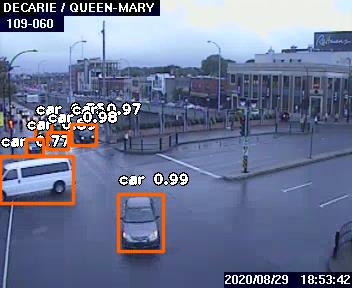 DECARIE / QUEEN-MARY
109-060
car 0.97
car 0.98
car 0.77
car 0.99
2020/08/29 18:53:42